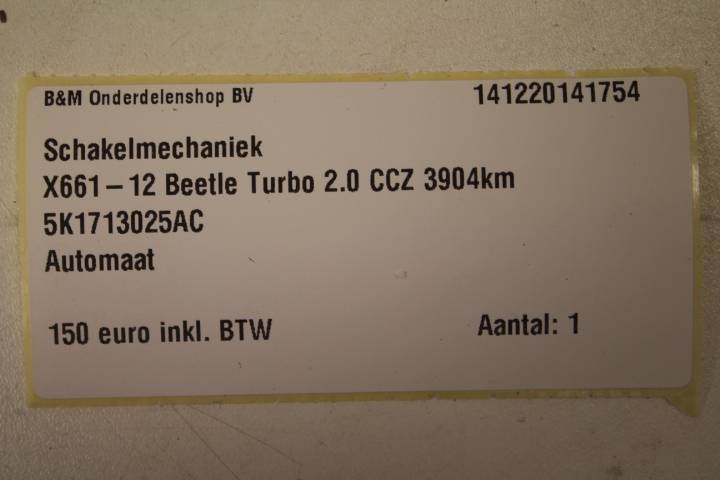 B&M Onderdelenshop BV 141220141754
Schakelmechaniek
X661-12 Beetle Turbo 2.0 CCZ 3904km
5K1713025AC
Automaat
150 euro inkl. BTW Aantal: 1